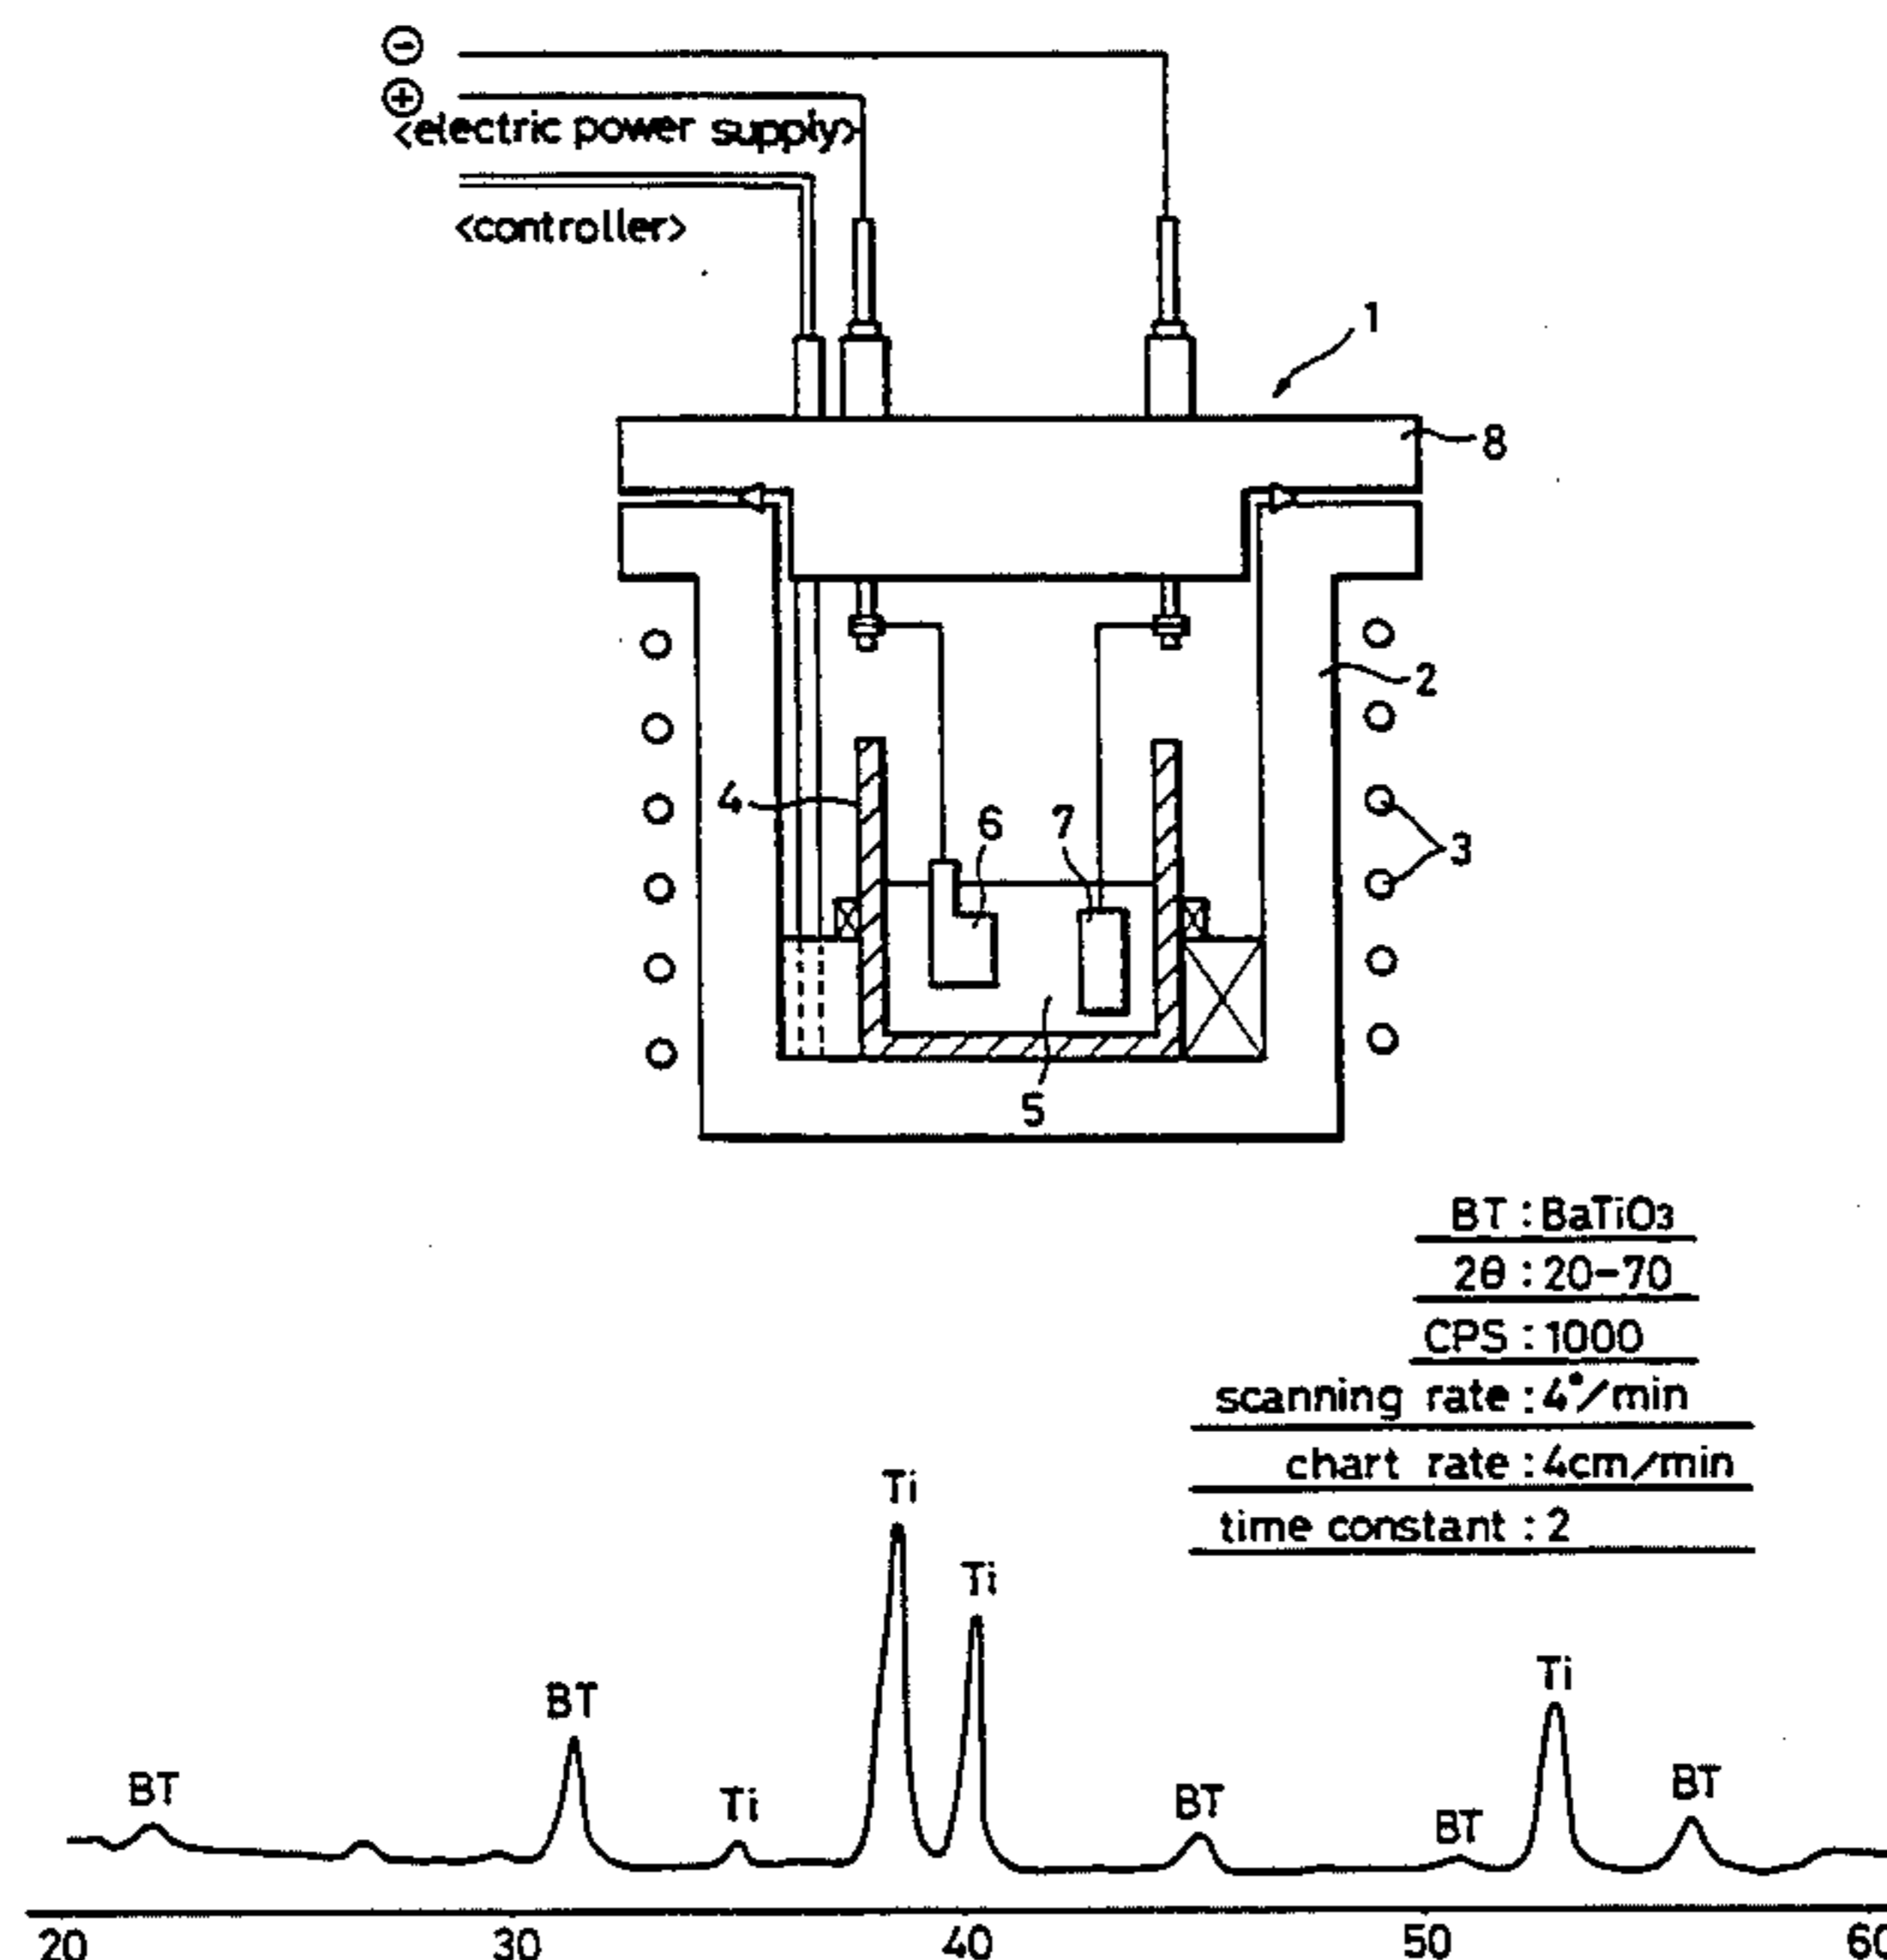 ⊖
⊕
<electric power supply>
<controller>
1
8
2
4
6
7
3
5
BT : BaTiO3
2θ : 20-70
CPS : 1000
scanning rate : 4°/min
chart rate : 4cm/min
time constant : 2
Ti
Ti
Ti
BT
BT
Ti
BT
BT
BT
20
30
40
50
60